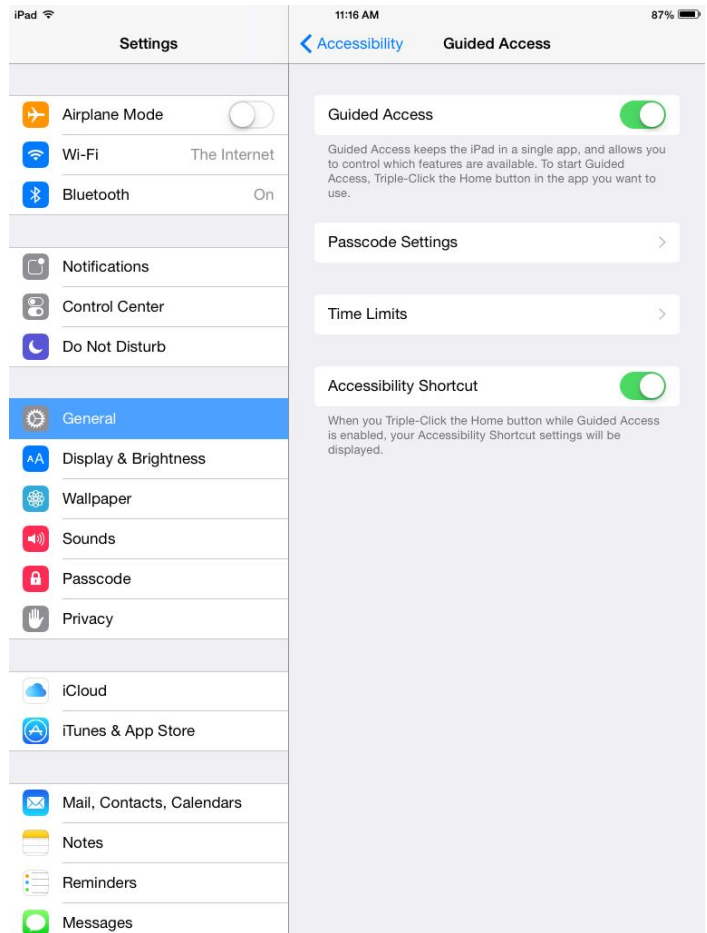 iPad
11:16 AM
87%
Settings
Airplane Mode
Wi-Fi The Internet
Bluetooth On
Notifications
Control Center
Do Not Disturb
General
AA Display & Brightness
Wallpaper
Sounds
Passcode
Privacy
iCloud
iTunes & App Store
Mail, Contacts, Calendars
Notes
Reminders
Messages
Accessibility
Guided Access
Guided Access
Guided Access keeps the iPad in a single app, and allows you
to control which features are available. To start Guided
Access, Triple-Click the Home button in the app you want to
use.
Passcode Settings
Time Limits
Accessibility Shortcut
When you Triple-Click the Home button while Guided Access
is enabled, your Accessibility Shortcut settings will be
displayed.